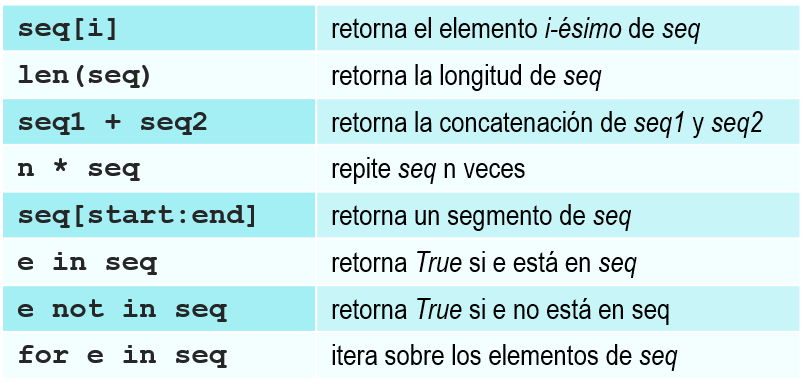 seq[i] retorna el elemento i-ésimo de seq
len(seq) retorna la longitud de seq
seq1 + seq2 retorna la concatenación de seq1 y seq2
n * seq repite seq n veces
seq[start:end] retorna un segmento de seq
e in seq retorna True si e está en seq
e not in seq retorna True si e no está en seq
for e in seq itera sobre los elementos de seq